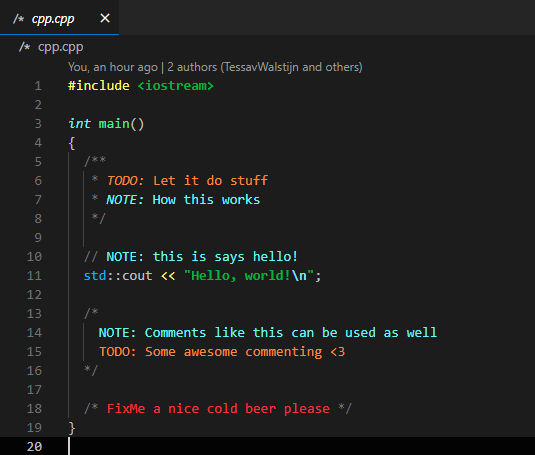 /* cpp.cpp ×
/* cpp.cpp
You, an hour ago | 2 authors (TessavWalstijn and others)
1 #include <iostream>
2
3 int main()
4 {
5 /**
6 * TODO: Let it do stuff
7 * NOTE: How this works
8 */
9
10 // NOTE: this is says hello!
11 std::cout << "Hello, world!\n";
12
13 /*
14 NOTE: Comments like this can be used as well
15 TODO: Some awesome commenting <3
16 */
17
18 /* FixMe a nice cold beer please */
19 }
20